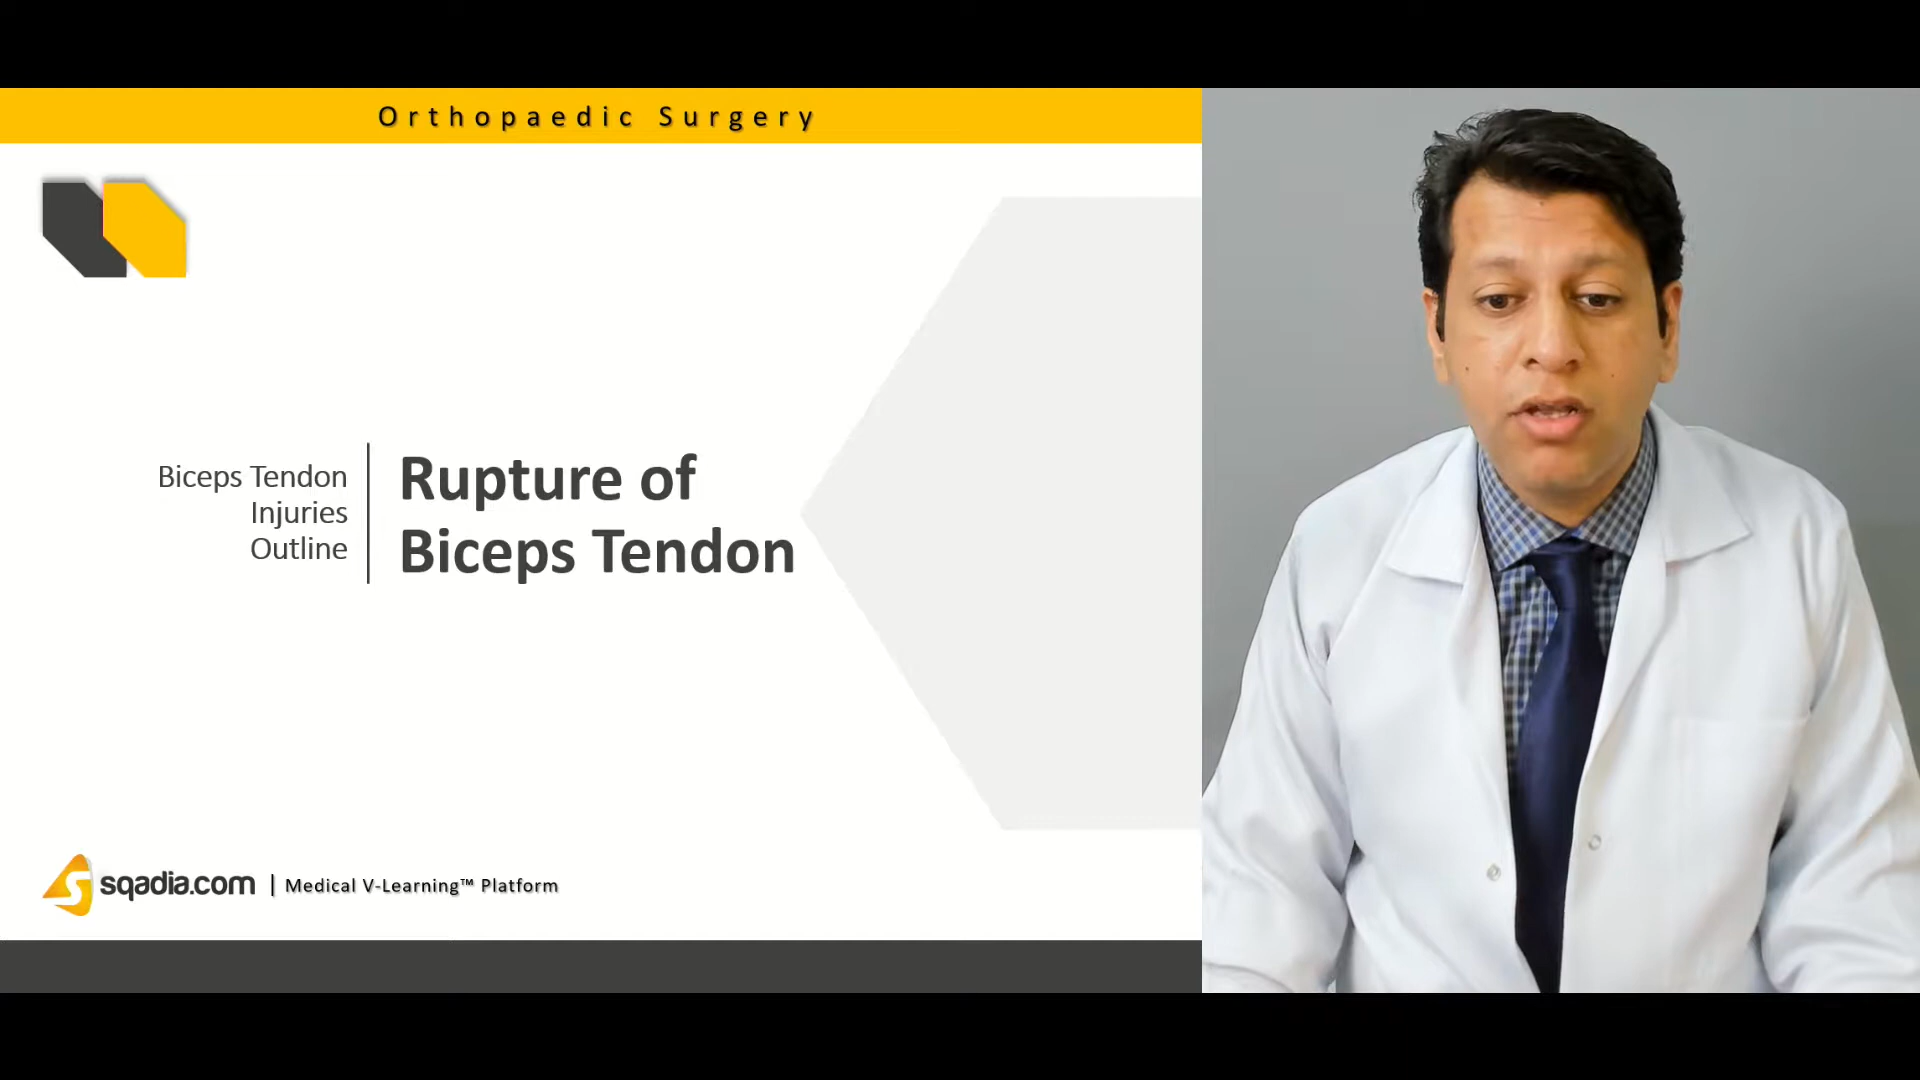 Orthopaedic Surgery
Biceps Tendon
Injuries
Outline
Rupture of
Biceps Tendon
sqadia.com | Medical V-Learning™ Platform